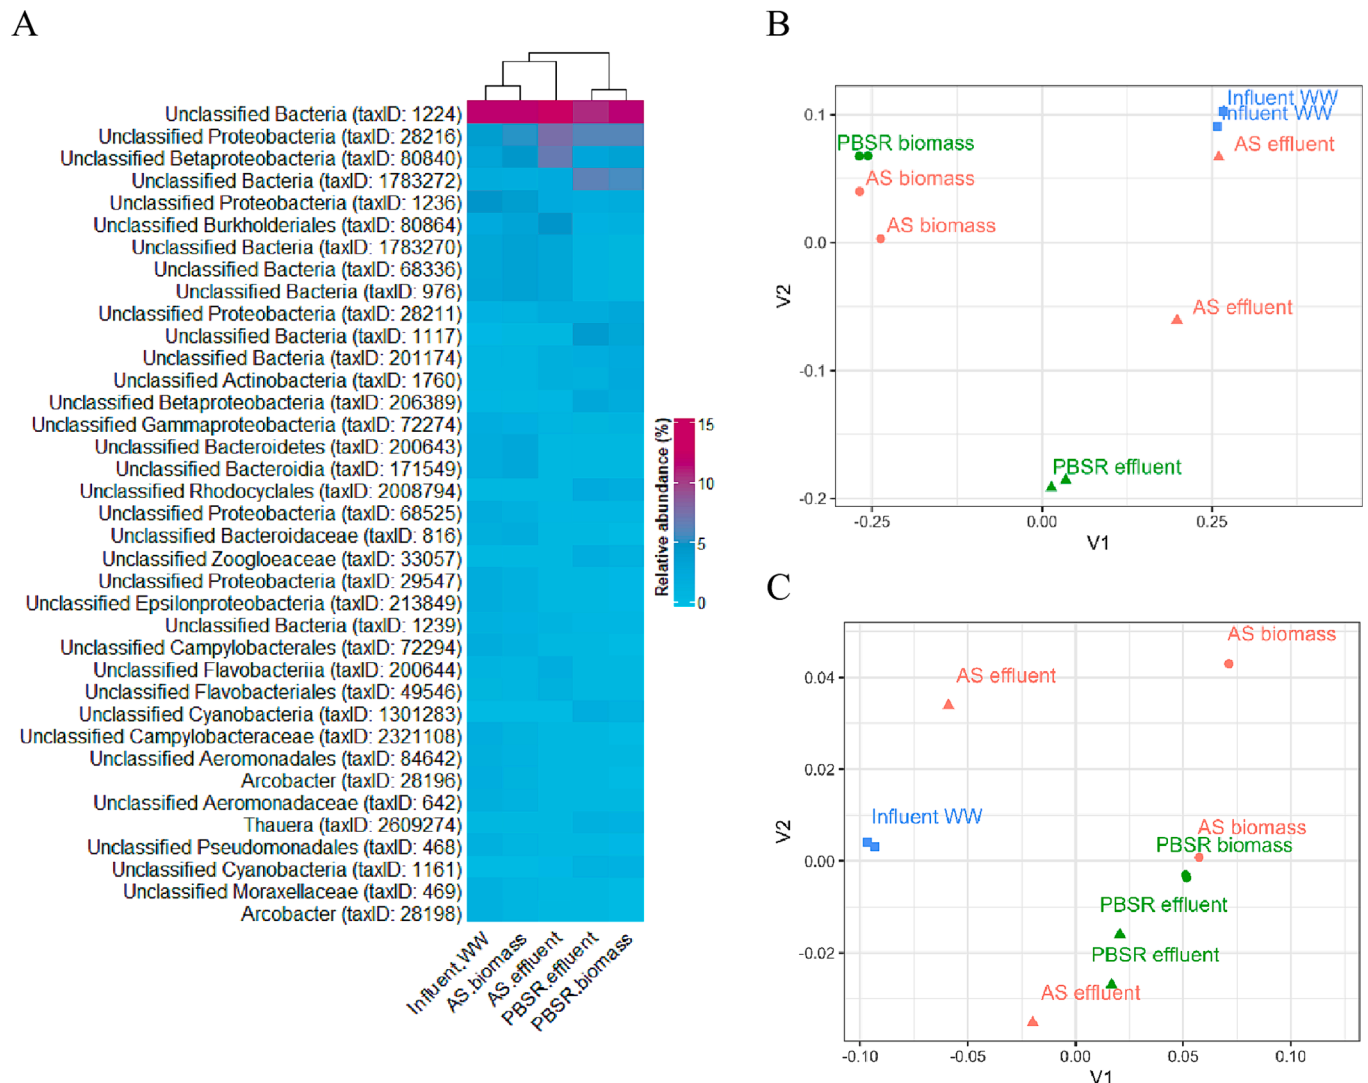 A
Unclassified Bacteria (taxID: 1224)
Unclassified Proteobacteria (taxID: 28216)
Unclassified Betaproteobacteria (taxID: 80840)
Unclassified Bacteria (taxID: 1783272)
Unclassified Proteobacteria (taxID: 1236)
Unclassified Burkholderiales (taxID: 80864)
Unclassified Bacteria (taxID: 1783270)
Unclassified Bacteria (taxID: 68336)
Unclassified Bacteria (taxID: 976)
Unclassified Proteobacteria (taxID: 28211)
Unclassified Bacteria (taxID: 1117)
Unclassified Bacteria (taxID: 201174)
Unclassified Actinobacteria (taxID: 1760)
Unclassified Betaproteobacteria (taxID: 206389)
Unclassified Gammaproteobacteria (taxID: 72274)
Unclassified Bacteroidetes (taxID: 200643)
Unclassified Bacteroidia (taxID: 171549)
Unclassified Rhodocyclales (taxID: 2008794)
Unclassified Proteobacteria (taxID: 68525)
Unclassified Bacteroidaceae (taxID: 816)
Unclassified Zoogloeaceae (taxID: 33057)
Unclassified Proteobacteria (taxID: 29547)
Unclassified Epsilonproteobacteria (taxID: 213849)
Unclassified Bacteria (taxID: 1239)
Unclassified Campylobacterales (taxID: 72294)
Unclassified Flavobacteriia (taxID: 200644)
Unclassified Flavobacteriales (taxID: 49546)
Unclassified Cyanobacteria (taxID: 1301283)
Unclassified Campylobacteraceae (taxID: 2321108)
Unclassified Aeromonadales (taxID: 84642)
Arcobacter (taxID: 28196)
Unclassified Aeromonadaceae (taxID: 642)
Thauera (taxID: 2609274)
Unclassified Pseudomonadales (taxID: 468)
Unclassified Cyanobacteria (taxID: 1161)
Unclassified Moraxellaceae (taxID: 469)
Arcobacter (taxID: 28198)
Influent.WW
AS.biomass
AS.effluent
PBSR.effluent
PBSR.biomass
Relative abundance (%)
15
10
5
0
B
V2
0.1
0.0
-0.1
-0.2
Influent WW
Influent WW
AS effluent
PBSR biomass
AS biomass
AS biomass
AS effluent
PBSR effluent
-0.25
0.00
0.25
V1
C
V2
0.04
0.02
0.00
-0.02
AS biomass
AS effluent
Influent WW
AS biomass
PBSR biomass
PBSR effluent
PBSR effluent
AS effluent
-0.10
-0.05
0.00
0.05
0.10
V1